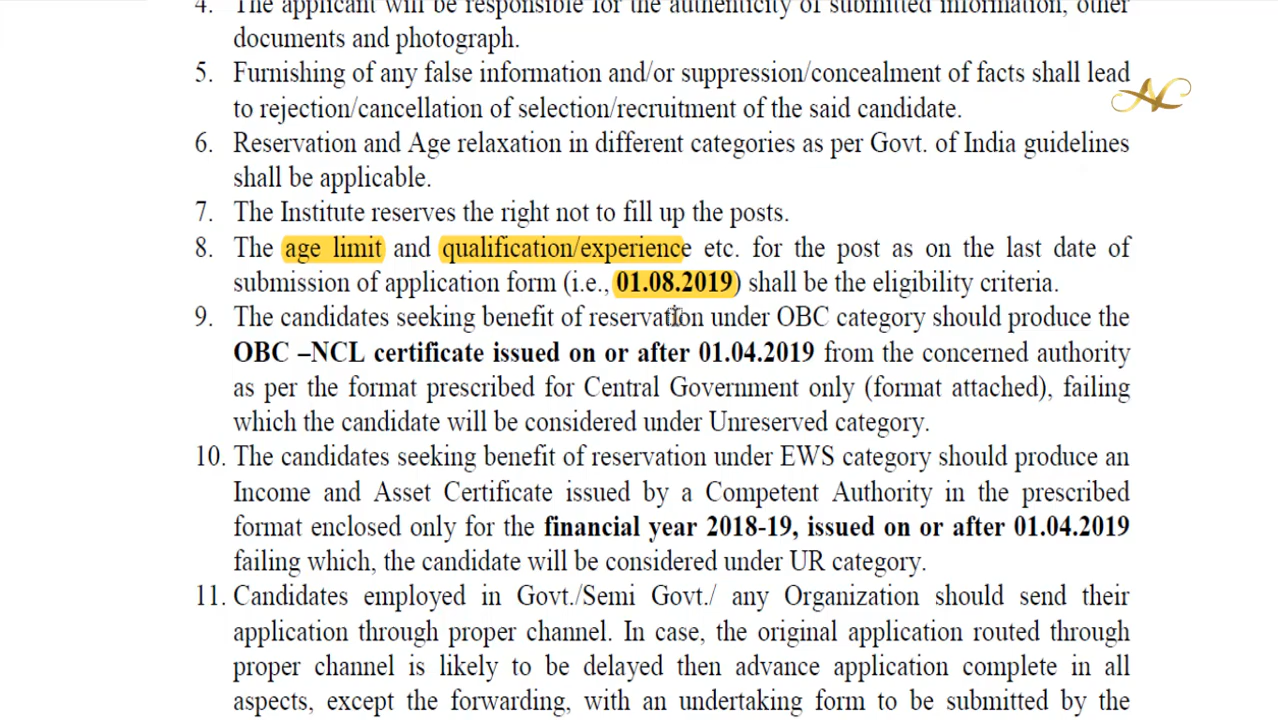 4. The applicant will be responsible for the authenticity of submitted information, other
documents and photograph.
5. Furnishing of any false information and/or suppression/concealment of facts shall lead
to rejection/cancellation of selection/recruitment of the said candidate.
6. Reservation and Age relaxation in different categories as per Govt. of India guidelines
shall be applicable.
7. The Institute reserves the right not to fill up the posts.
8. The age limit and qualification/experience etc. for the post as on the last date of
submission of application form (i.e., 01.08.2019) shall be the eligibility criteria.
9. The candidates seeking benefit of reservation under OBC category should produce the
OBC –NCL certificate issued on or after 01.04.2019 from the concerned authority
as per the format prescribed for Central Government only (format attached), failing
which the candidate will be considered under Unreserved category.
10. The candidates seeking benefit of reservation under EWS category should produce an
Income and Asset Certificate issued by a Competent Authority in the prescribed
format enclosed only for the financial year 2018-19, issued on or after 01.04.2019
failing which, the candidate will be considered under UR category.
11. Candidates employed in Govt./Semi Govt./ any Organization should send their
application through proper channel. In case, the original application routed through
proper channel is likely to be delayed then advance application complete in all
aspects, except the forwarding, with an undertaking form to be submitted by the